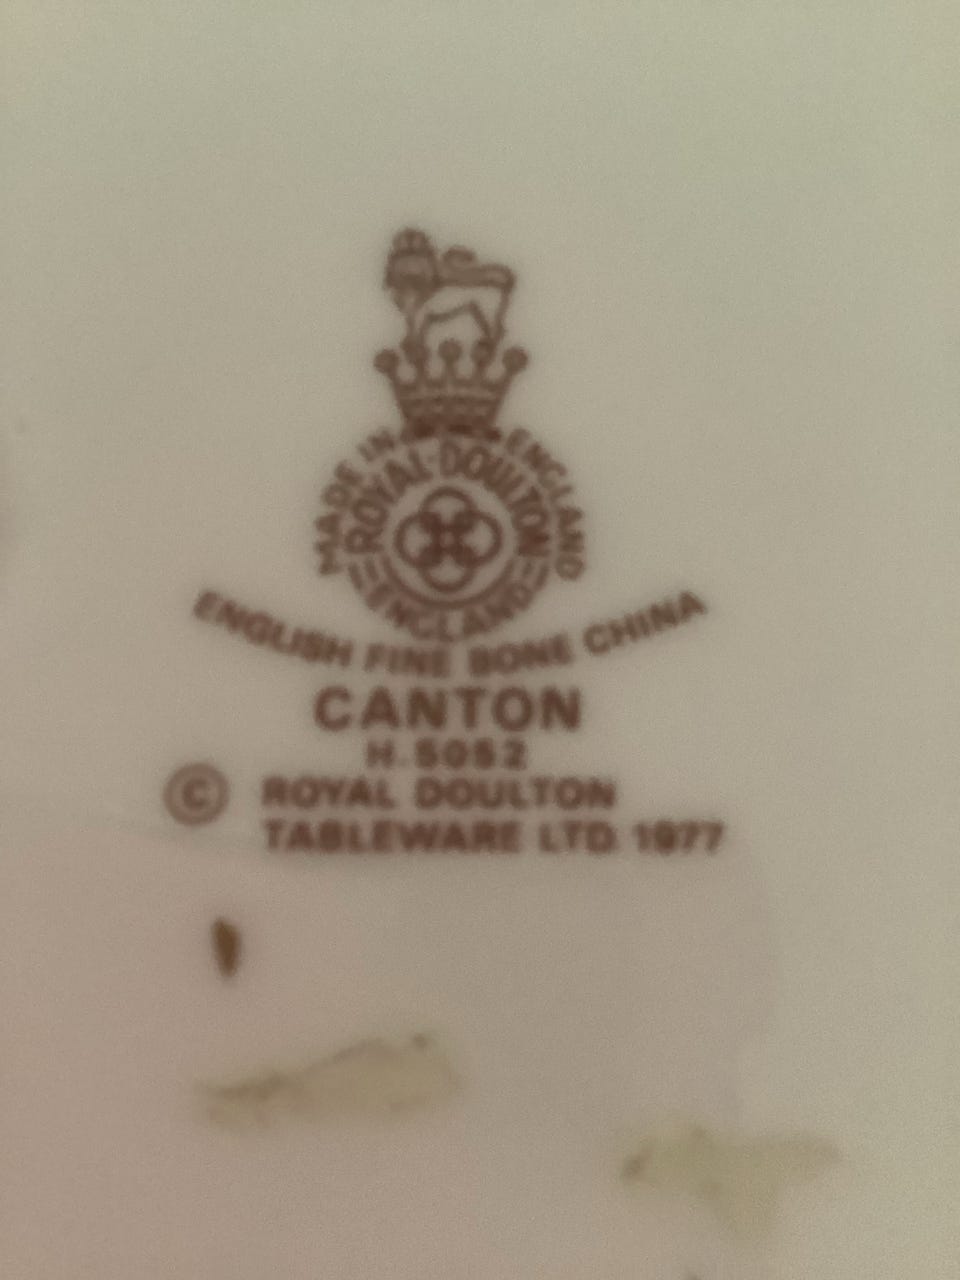 MADE IN ENGLAND
ROYAL·DOULTON
ENGLAND
ENGLISH FINE BONE CHINA
CANTON
H.5052
© ROYAL DOULTON
TABLEWARE LTD. 1977